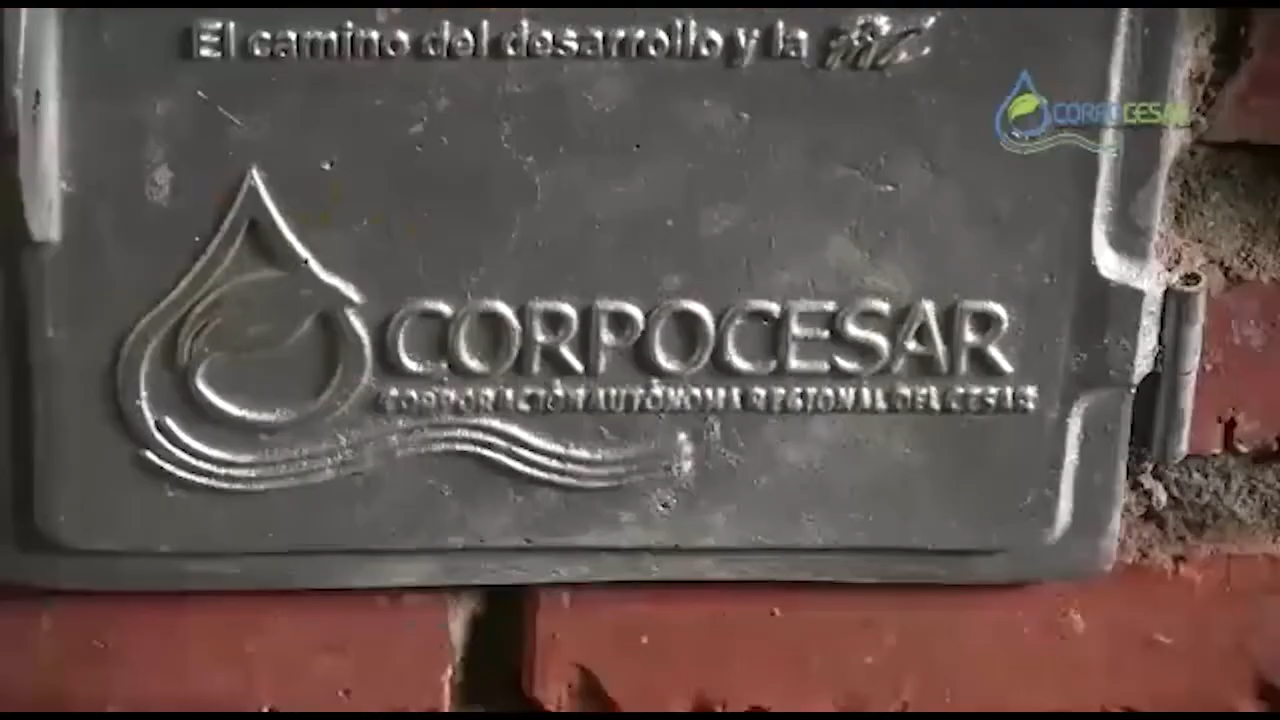 El camino del desarrollo y la
CORPOCESAR
CORPOCESAR
CORPORACIÓN AUTÓNOMA REGIONAL DEL CESAR